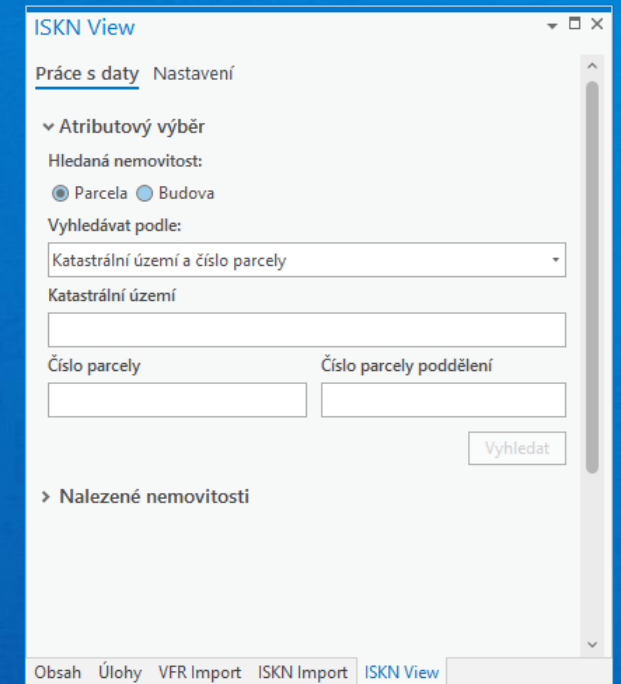 ISKN View
Práce s daty Nastavení
Atributový výběr
Hledaná nemovitost:
Parcela Budova
Vyhledávat podle:
Katastrální území a číslo parcely
Katastrální území
Číslo parcely Číslo parcely poddělení
Vyhledat
Nalezené nemovitosti
Obsah Úlohy VFR Import ISKN Import ISKN View